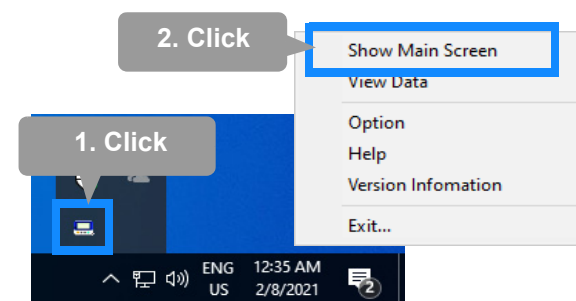 2. Click
Show Main Screen
View Data
Option
Help
Version Infomation
Exit...
1. Click
ENG
US
12:35 AM
2/8/2021
2